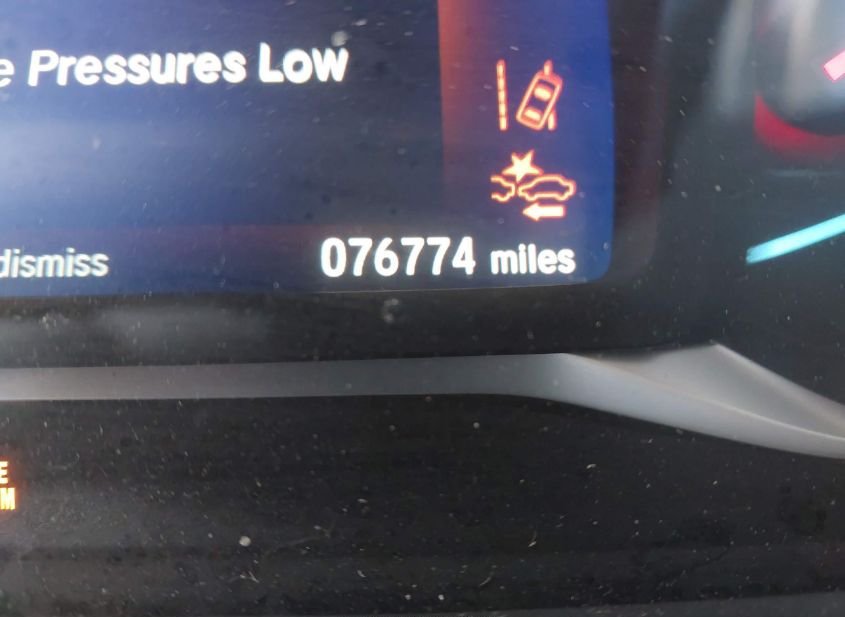 e Pressures Low
dismiss
076774 miles
E
M